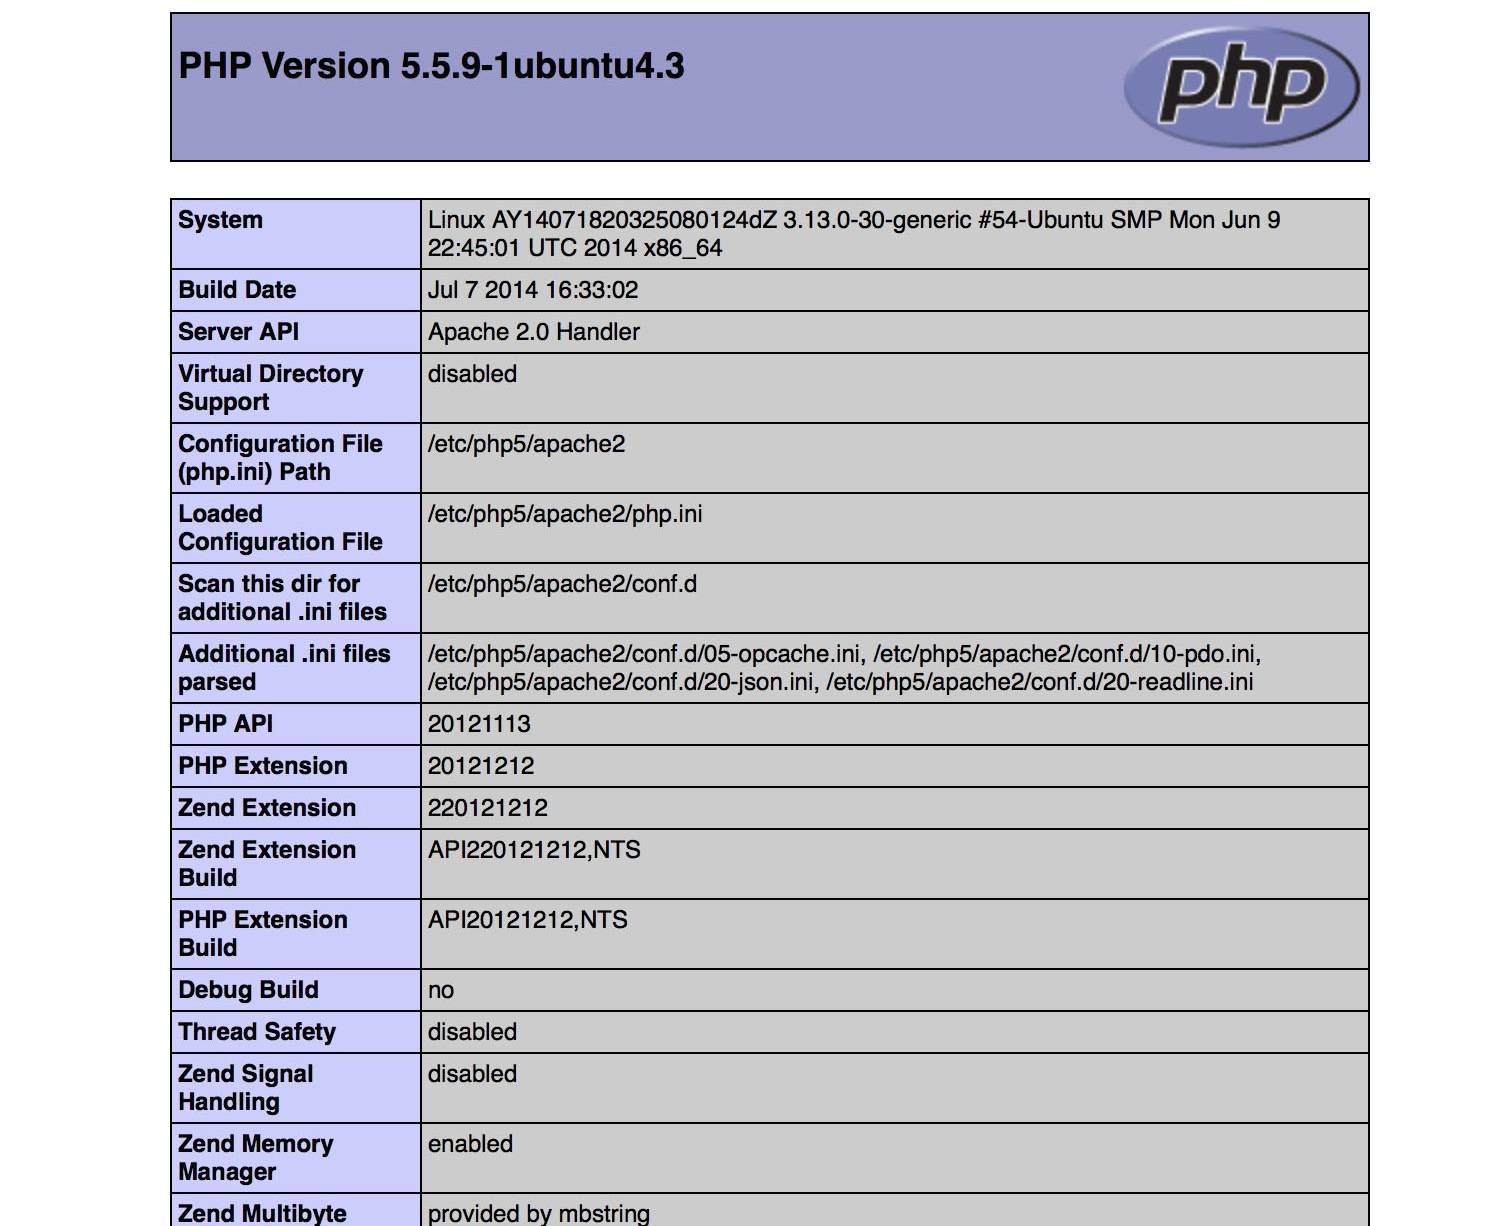 PHP Version 5.5.9-1ubuntu4.3
php
System
Linux AY14071820325080124dZ 3.13.0-30-generic #54-Ubuntu SMP Mon Jun 9
22:45:01 UTC 2014 x86_64
Build Date
Jul 7 2014 16:33:02
Server API
Apache 2.0 Handler
Virtual Directory
Support
disabled
Configuration File
(php.ini) Path
/etc/php5/apache2
Loaded
Configuration File
/etc/php5/apache2/php.ini
Scan this dir for
additional .ini files
/etc/php5/apache2/conf.d
Additional .ini files
parsed
/etc/php5/apache2/conf.d/05-opcache.ini, /etc/php5/apache2/conf.d/10-pdo.ini,
/etc/php5/apache2/conf.d/20-json.ini, /etc/php5/apache2/conf.d/20-readline.ini
PHP API
20121113
PHP Extension
20121212
Zend Extension
220121212
Zend Extension
Build
API220121212,NTS
PHP Extension
Build
API20121212,NTS
Debug Build
no
Thread Safety
disabled
Zend Signal
Handling
disabled
Zend Memory
Manager
enabled
Zend Multibyte
provided by mbstring